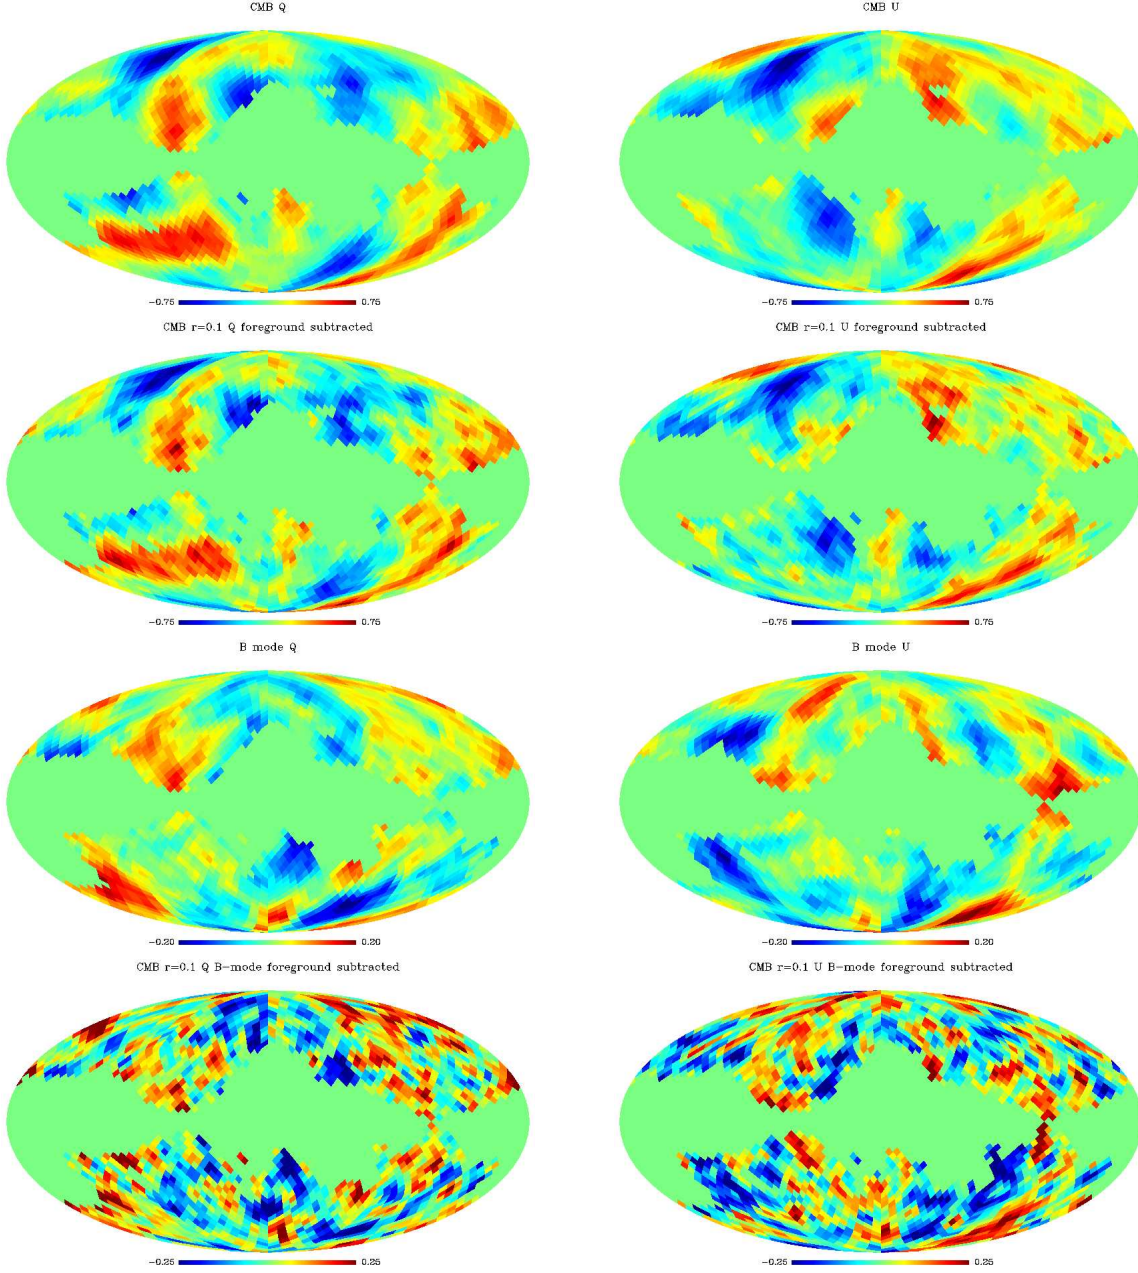 CMB Q
CMB U
−0.75 0.75
−0.75 0.75
CMB r=0.1 Q foreground subtracted
CMB r=0.1 U foreground subtracted
−0.75 0.75
−0.75 0.75
B mode Q
B mode U
−0.20 0.20
−0.20 0.20
CMB r=0.1 Q B−mode foreground subtracted
CMB r=0.1 U B−mode foreground subtracted
−0.25 0.25
−0.25 0.25